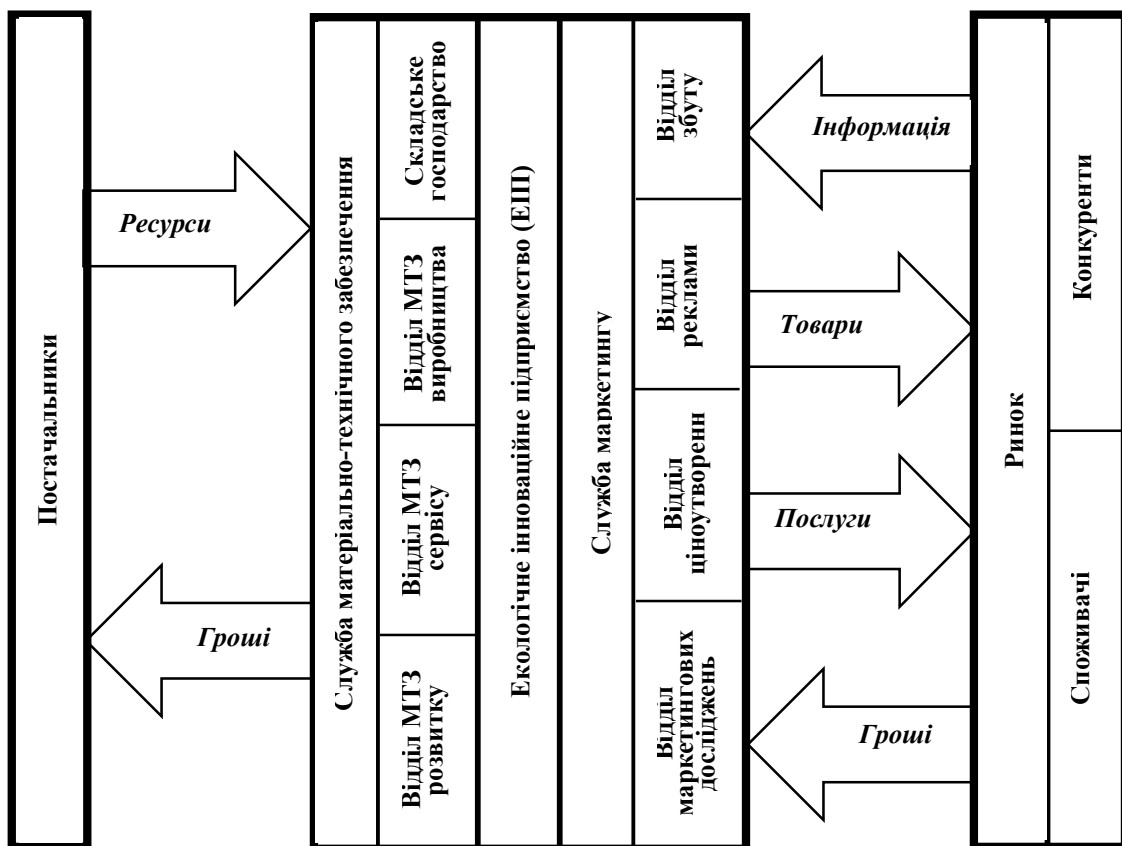 Постачальники
Ресурси
Гроші
Служба матеріально-технічного забезпечення
Складське
господарство
Відділ МТЗ
виробництва
Відділ МТЗ
сервісу
Відділ МТЗ
розвитку
Екологічне інноваційне підприємство (ЕІП)
Служба маркетингу
Відділ
збуту
Відділ
реклами
Відділ
ціноутворенн
Відділ
маркетингових
досліджень
Інформація
Товари
Послуги
Гроші
Ринок
Конкуренти
Споживачі